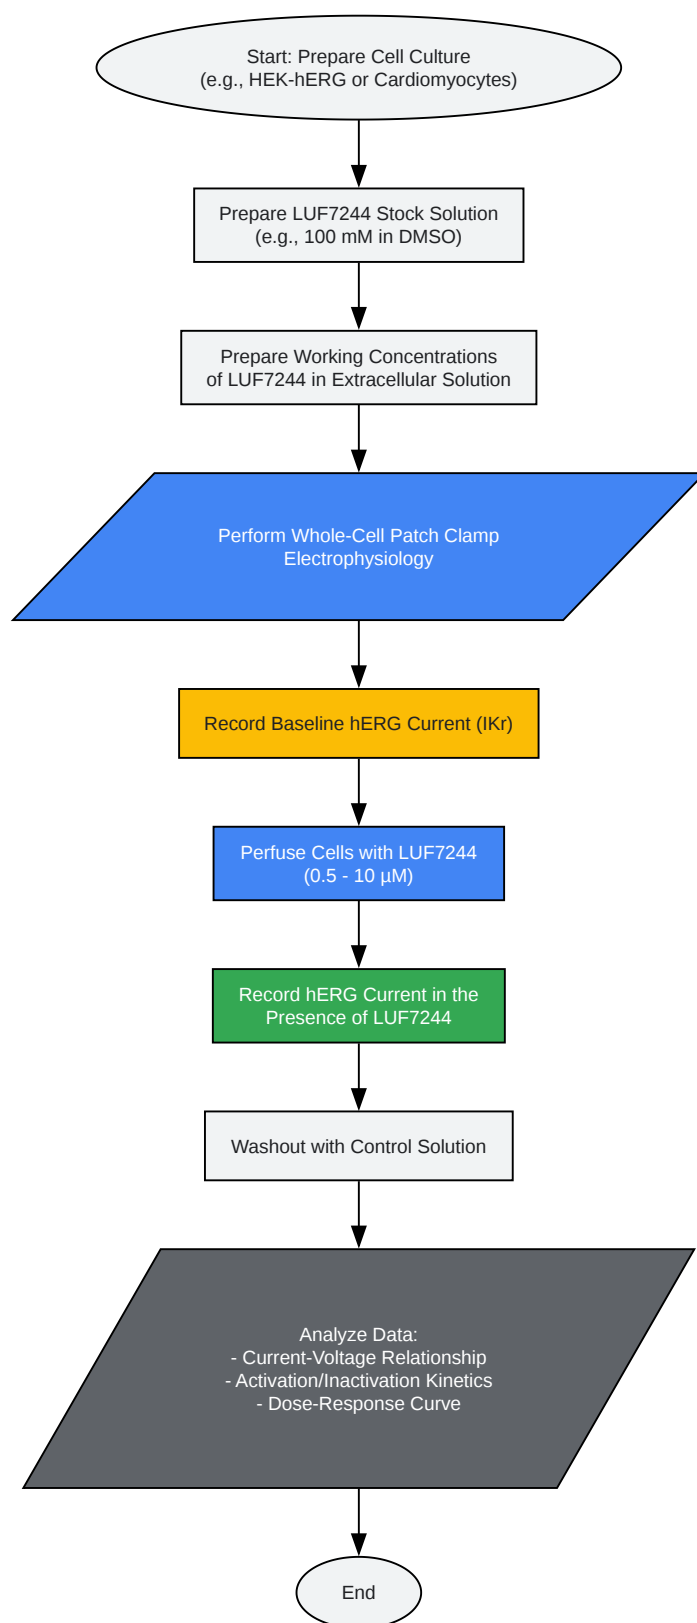 Start: Prepare Cell Culture
(e.g., HEK-hERG or Cardiomyocytes)
Prepare LUF7244 Stock Solution
(e.g., 100 mM in DMSO)
Prepare Working Concentrations
of LUF7244 in Extracellular Solution
Perform Whole-Cell Patch Clamp
Electrophysiology
Record Baseline hERG Current (IKr)
Perfuse Cells with LUF7244
(0.5 - 10 µM)
Record hERG Current in the
Presence of LUF7244
Washout with Control Solution
Analyze Data:
- Current-Voltage Relationship
- Activation/Inactivation Kinetics
- Dose-Response Curve
End